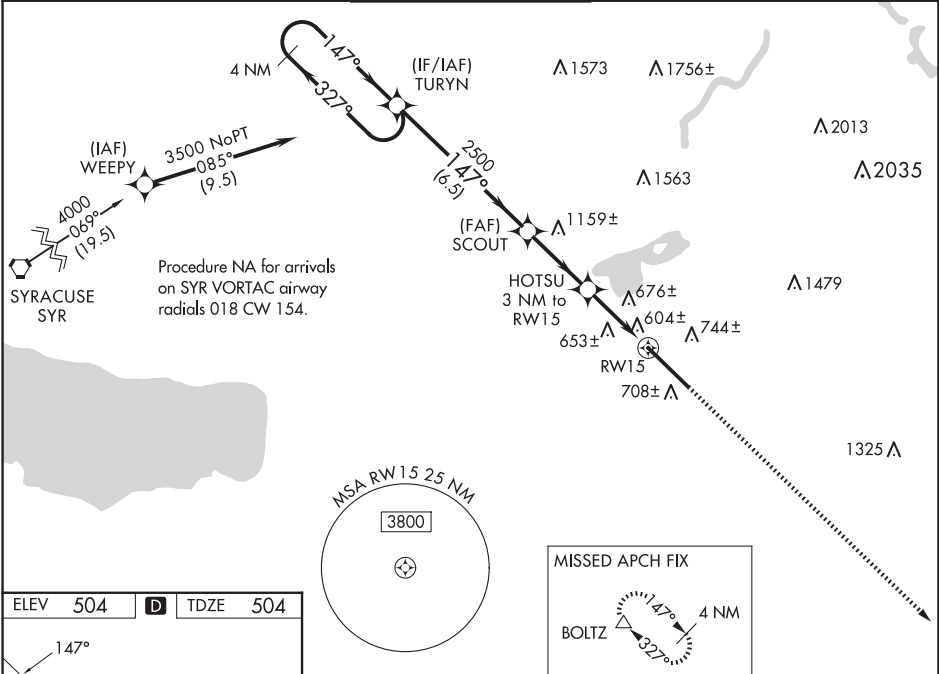 147°
4 NM
327°
(IF/IAF)
TURYN
1573
1756±
2013
2035
(IAF)
WEEPY
3500 NoPT
085°
(9.5)
2500
147°
(6.5)
1563
4000
069°
(19.5)
(FAF)
SCOUT
1159±
SYRACUSE
SYR
Procedure NA for arrivals
on SYR VORTAC airway
radials 018 CW 154.
HOTSU
3 NM to
RW15
676±
1479
604±
744±
653±
RW15
708±
1325
MSA RW15 25 NM
3800
MISSED APCH FIX
147°
4 NM
BOLTZ
327°
ELEV 504 D TDZE 504
147°